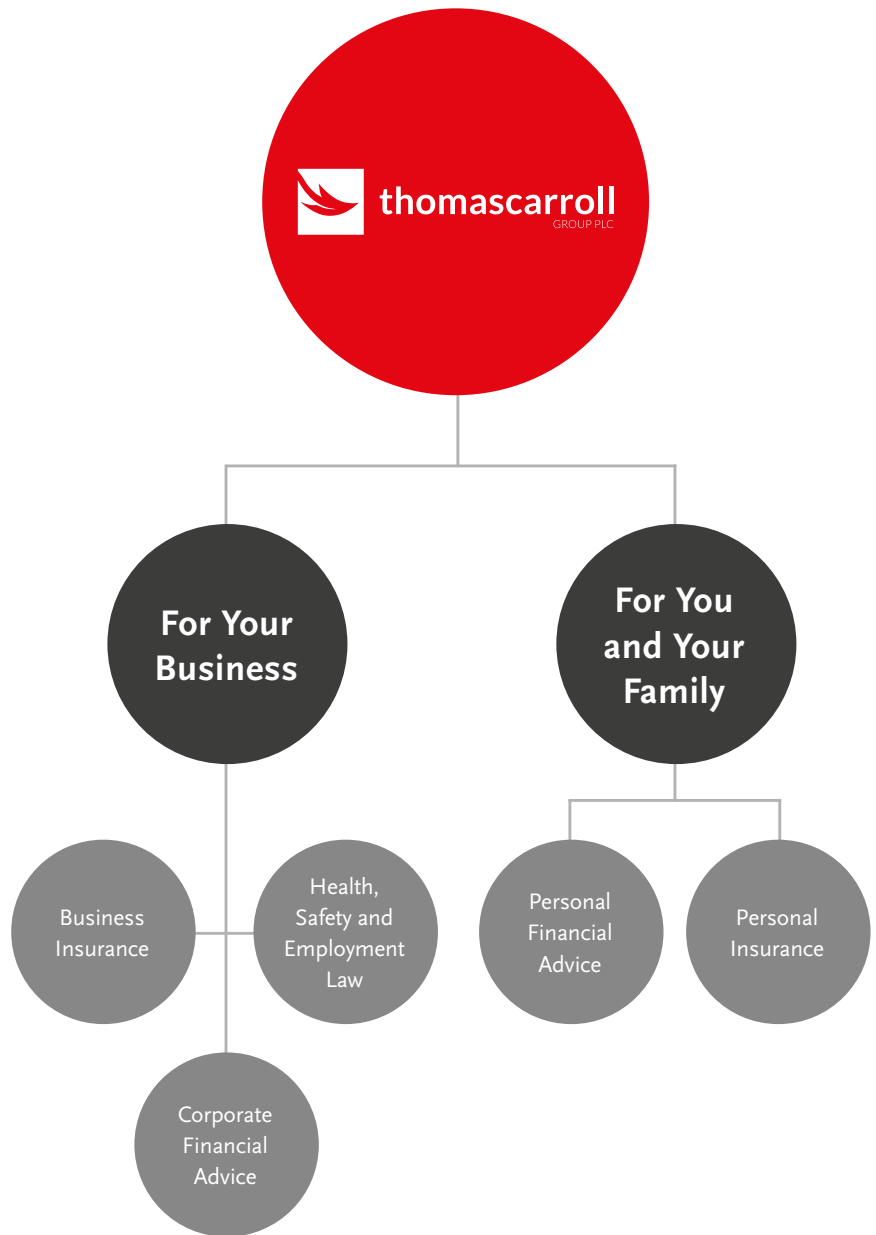 thomascarroll
GROUP PLC
For Your
Business
For You
and Your
Family
Business
Insurance
Health,
Safety and
Employment
Law
Personal
Financial
Advice
Personal
Insurance
Corporate
Financial
Advice